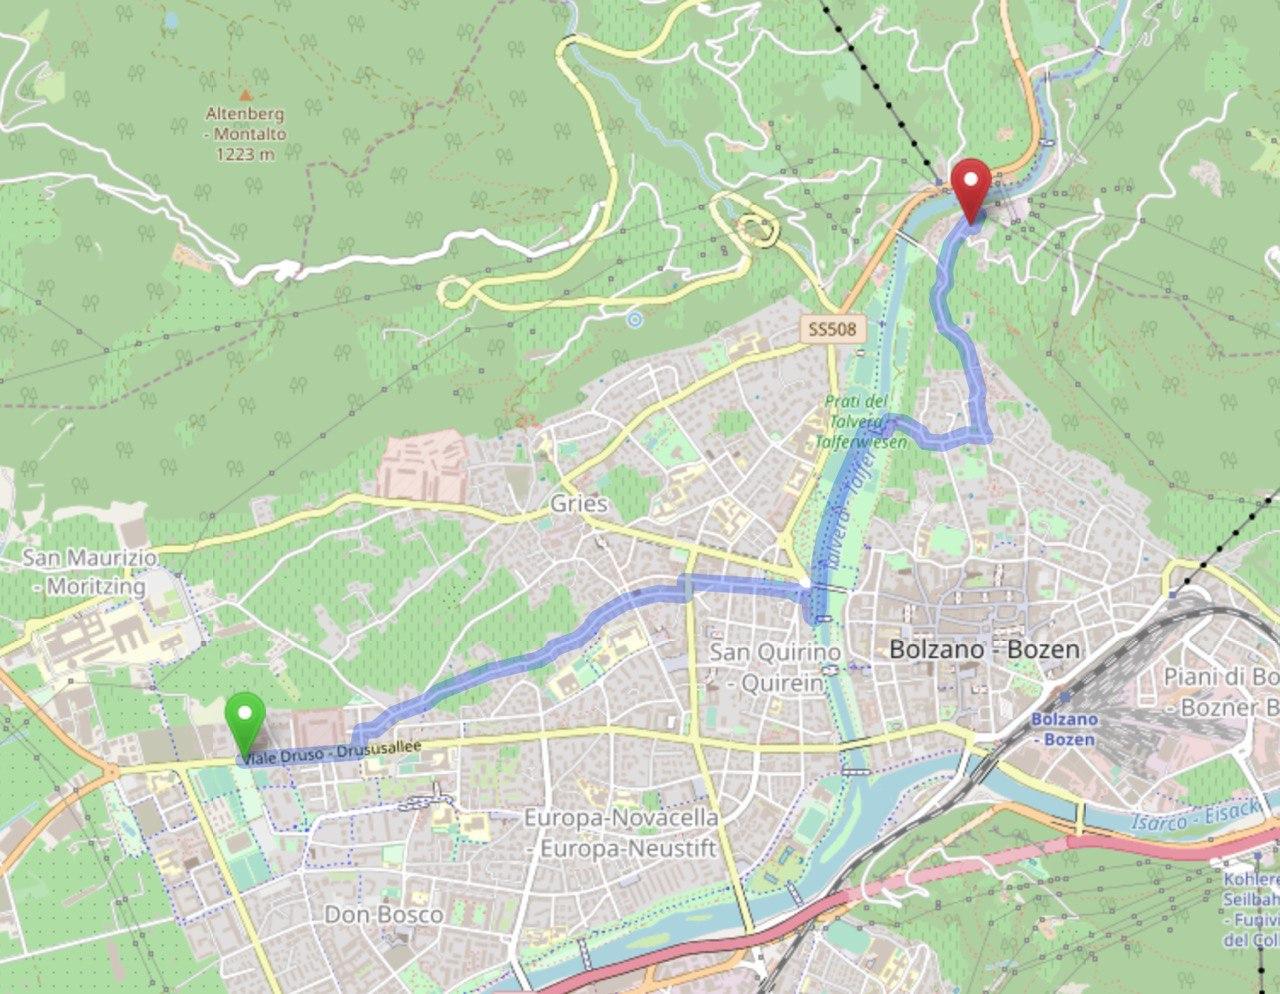 Altenberg
- Montalto
1223 m
SS508
Prati del
Talvera
Talferwiesen
Talvera - Talfer
Gries
San Maurizio
- Moritzing
San Quirino
- Quirein
Bolzano - Bozen
Piani di Bo
- Bozner B
Bolzano
- Bozen
Viale Druso - Drususallee
Europa-Novacella
- Europa-Neustift
Isarco - Eisack
Don Bosco
Kohlere
Seilbah
- Funiv
del Coll